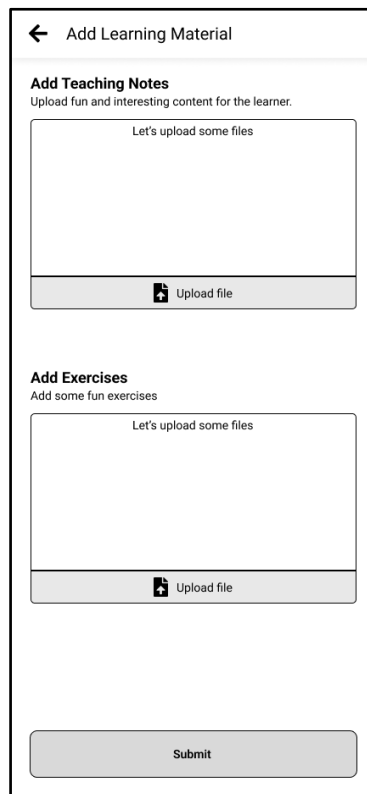 Add Learning Material
Add Teaching Notes
Upload fun and interesting content for the learner.
Let's upload some files
Upload file
Add Exercises
Add some fun exercises
Let's upload some files
Upload file
Submit